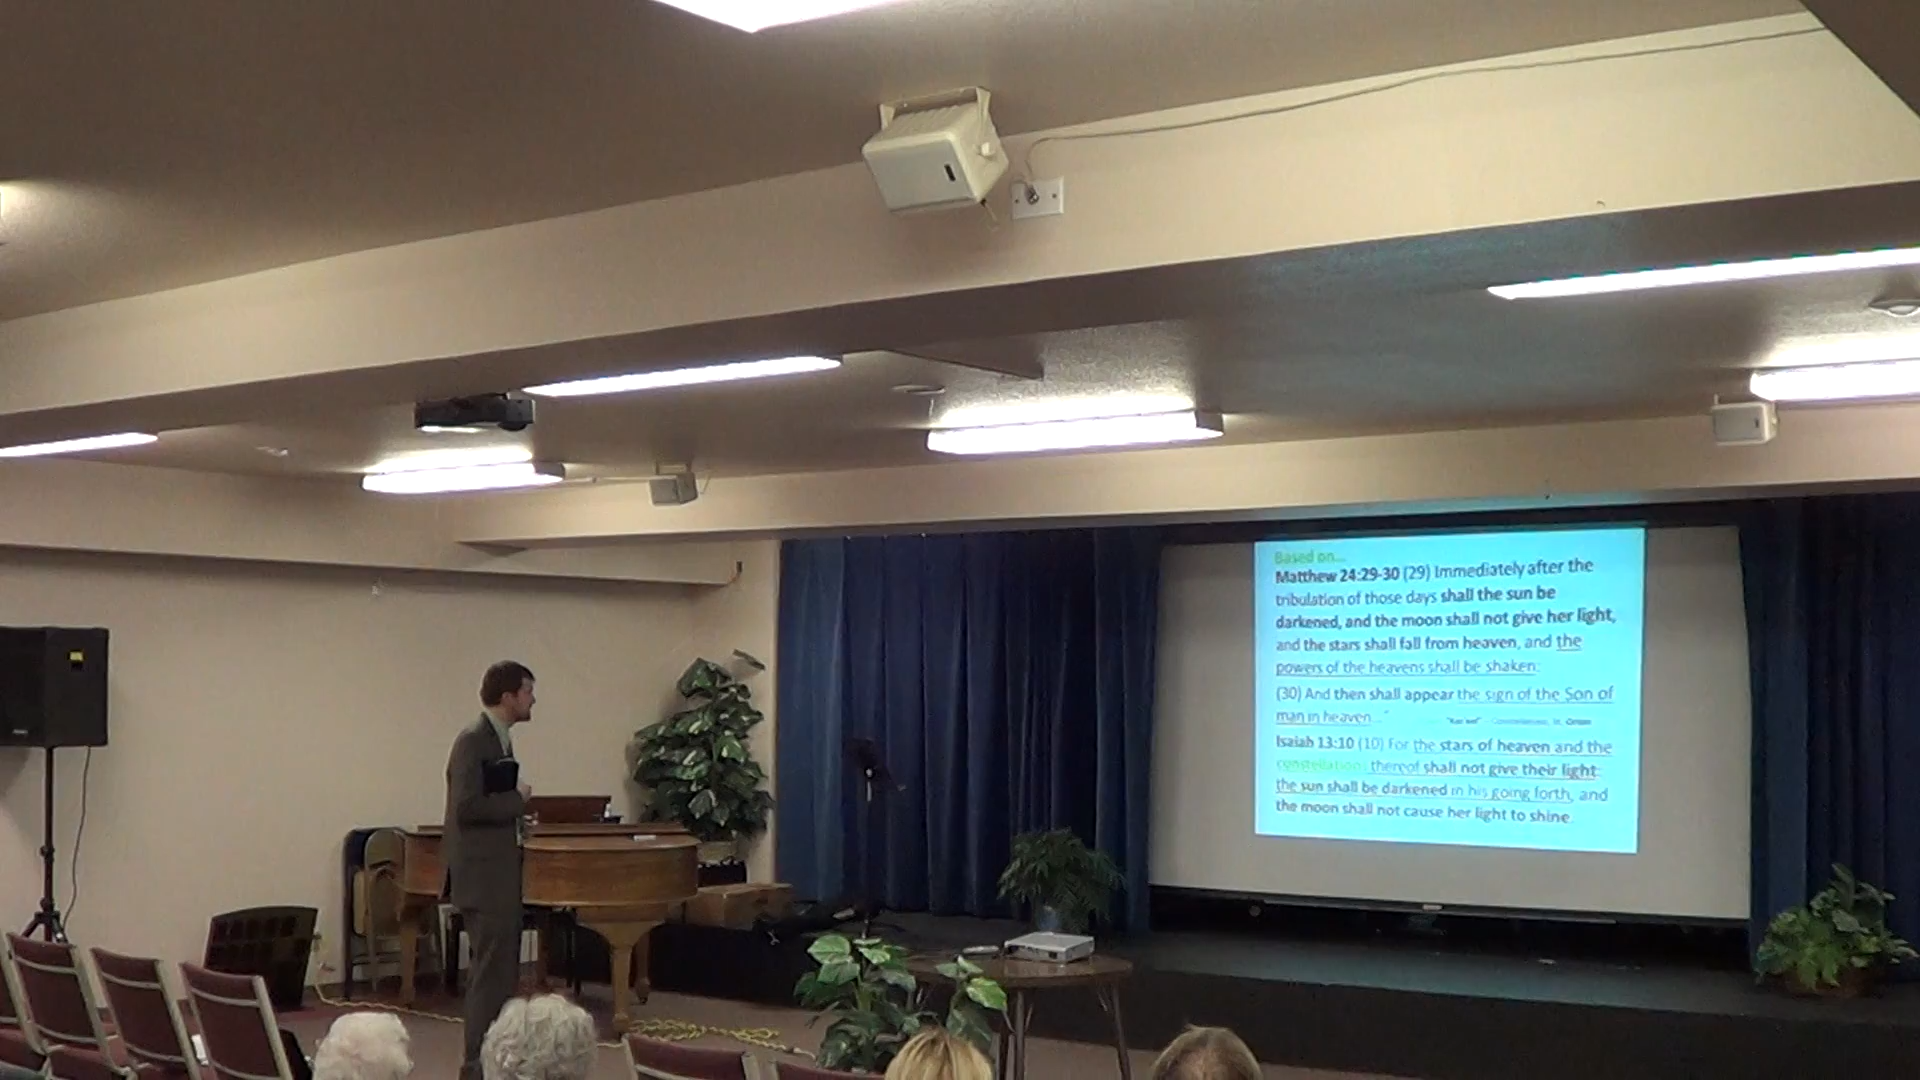 Based on...
Matthew 24:29-30 (29) Immediately after the
tribulation of those days shall the sun be
darkened, and the moon shall not give her light,
and the stars shall fall from heaven, and the
powers of the heavens shall be shaken:
(30) And then shall appear the sign of the Son of
man in heaven..." Constellations, ie. Orion
Isaiah 13:10 (10) For the stars of heaven and the
constellations thereof shall not give their light:
the sun shall be darkened in his going forth, and
the moon shall not cause her light to shine.